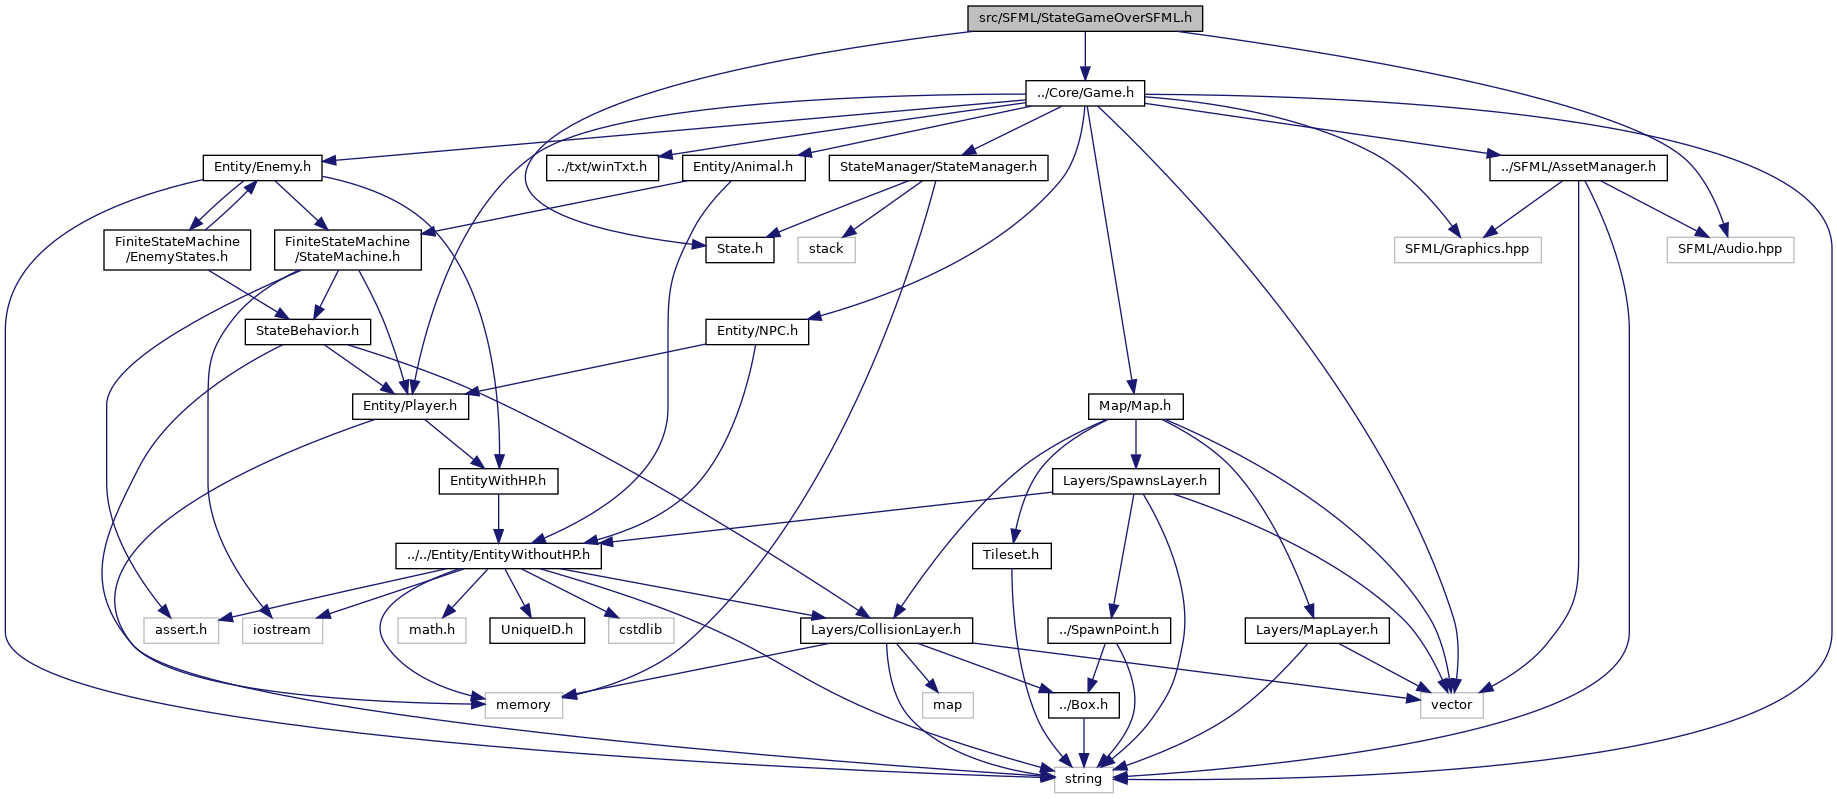 src/SFML/StateGameOverSFML.h
../Core/Game.h
Entity/Enemy.h
../txt/winTxt.h
Entity/Animal.h
StateManager/StateManager.h
../SFML/AssetManager.h
FiniteStateMachine
/EnemyStates.h
FiniteStateMachine
/StateMachine.h
State.h
stack
SFML/Graphics.hpp
SFML/Audio.hpp
StateBehavior.h
Entity/NPC.h
Entity/Player.h
Map/Map.h
EntityWithHP.h
Layers/SpawnsLayer.h
../../Entity/EntityWithoutHP.h
Tileset.h
assert.h
iostream
math.h
UniqueID.h
cstdlib
Layers/CollisionLayer.h
../SpawnPoint.h
Layers/MapLayer.h
memory
map
../Box.h
vector
string